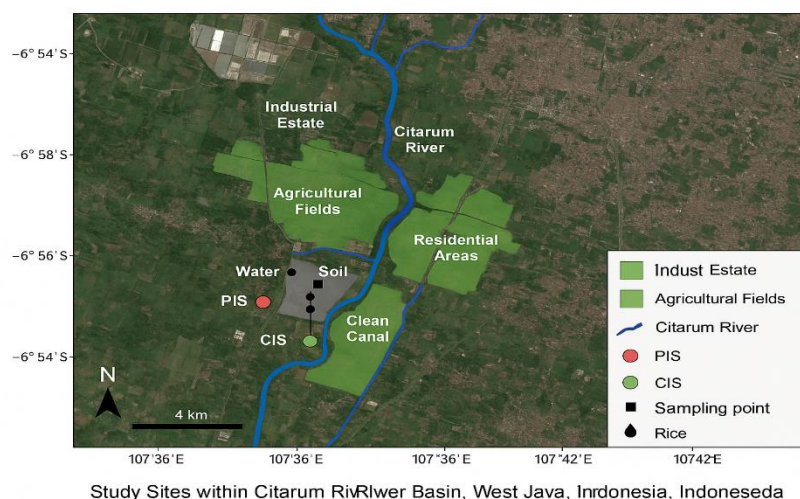 -6° 54' S
-6° 58' S
-6° 56' S
-6° 54' S
Industrial
Estate
Citarum
River
Agricultural
Fields
Residential
Areas
Water
Soil
PIS
CIS
Clean
Canal
N
4 km
Indust Estate
Agricultural Fields
Citarum River
PIS
CIS
Sampling point
Rice
107°36 E
107°36 E
107°36 E
107°42 E
10742 E
Study Sites within Citarum RivRlwer Basin, West Java, Inrdonesia, Indoneseda